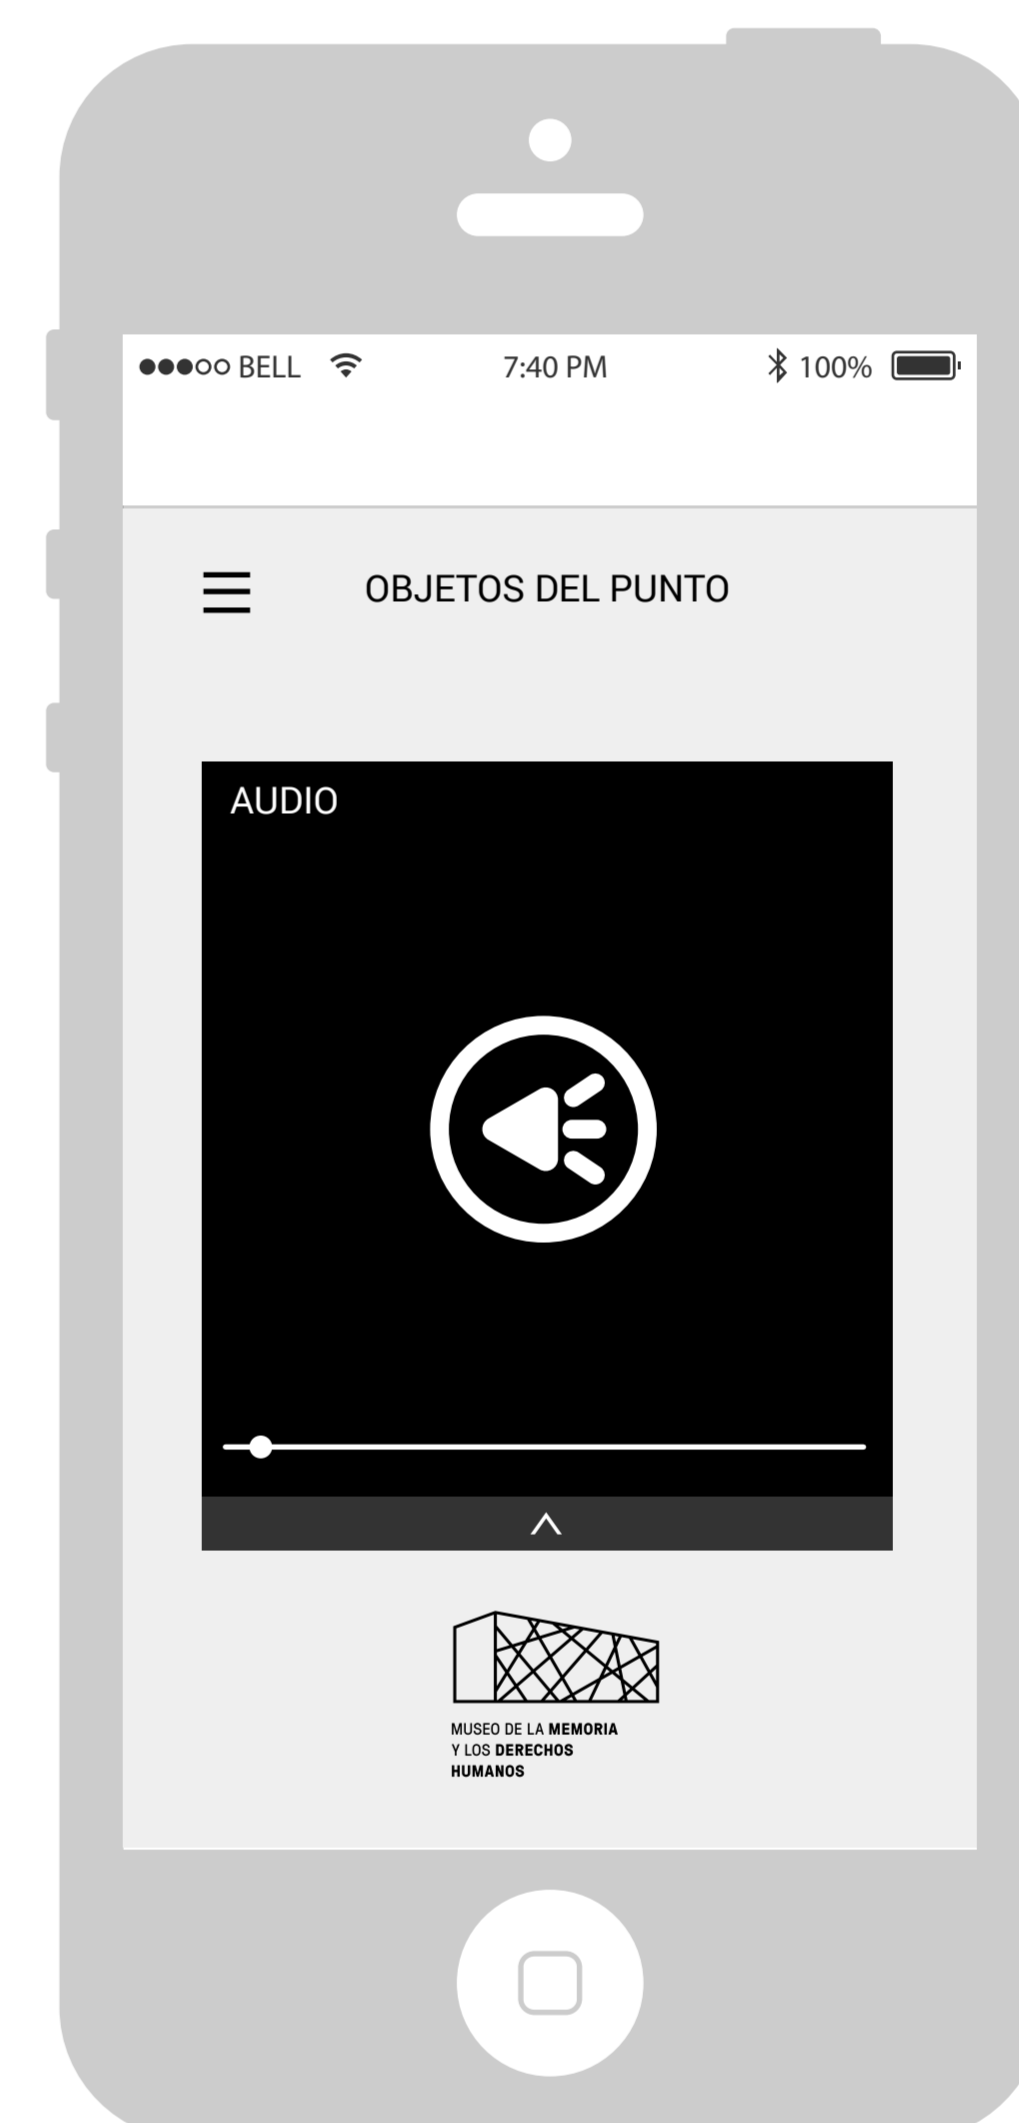 BELL 7:40 PM 100%
OBJETOS DEL PUNTO
AUDIO
MUSEO DE LA MEMORIA
Y LOS DERECHOS
HUMANOS